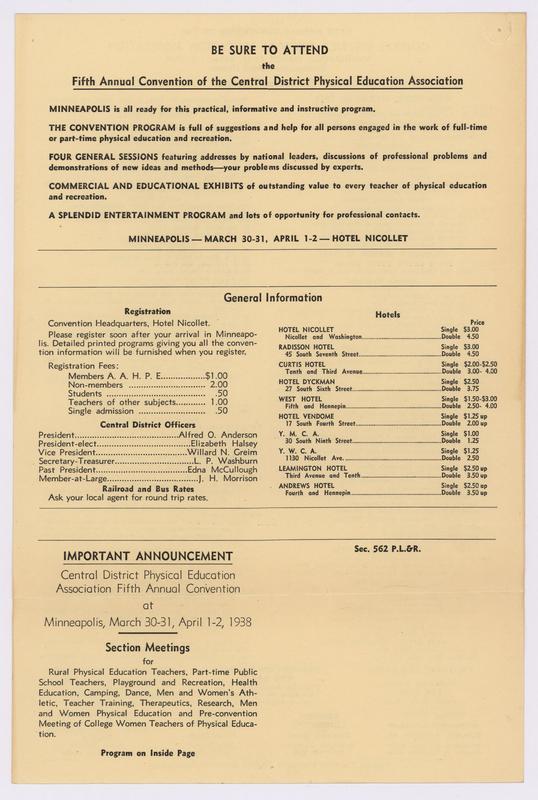 BE SURE TO ATTEND
the
Fifth Annual Convention of the Central District Physical Education Association
MINNEAPOLIS is all ready for this practical, informative and instructive program.
THE CONVENTION PROGRAM is full of suggestions and help for all persons engaged in the work of full-time
or part-time physical education and recreation.
FOUR GENERAL SESSIONS featuring addresses by national leaders, discussions of professional problems and
demonstrations of new ideas and methods—your problems discussed by experts.
COMMERCIAL AND EDUCATIONAL EXHIBITS of outstanding value to every teacher of physical education
and recreation.
A SPLENDID ENTERTAINMENT PROGRAM and lots of opportunity for professional contacts.
MINNEAPOLIS — MARCH 30-31, APRIL 1-2 — HOTEL NICOLLET
General Information
Registration
Convention Headquarters, Hotel Nicollet.
Please register soon after your arrival in Minneapo-
lis. Detailed printed programs giving you all the conven-
tion information will be furnished when you register.
Registration Fees:
Members A. A. H. P. E.................$1.00
Non-members ........................... 2.00
Students ................................... .50
Teachers of other subjects........... 1.00
Single admission ....................... .50
Central District Officers
President.....................................Alfred O. Anderson
President-elect................................Elizabeth Halsey
Vice President................................Willard N. Greim
Secretary-Treasurer............................L. P. Washburn
Past President................................Edna McCullough
Member-at-Large................................J. H. Morrison
Railroad and Bus Rates
Ask your local agent for round trip rates.
Hotels
Price
HOTEL NICOLLET Single $3.00
Nicollet and Washington............................Double 4.50
RADISSON HOTEL Single $3.00
45 South Seventh Street............................Double 4.50
CURTIS HOTEL Single $2.00-$2.50
Tenth and Third Avenue............................Double 3.00- 4.00
HOTEL DYCKMAN Single $2.50
27 South Sixth Street............................Double 3.75
WEST HOTEL Single $1.50-$3.00
Fifth and Hennepin............................Double 2.50- 4.00
HOTEL VENDOME Single $1.25 up
17 South Fourth Street............................Double 2.00 up
Y. M. C. A. Single $1.00
30 South Ninth Street............................Double 1.25
Y. W. C. A. Single $1.25
1130 Nicollet Ave.............................Double 2.50
LEAMINGTON HOTEL Single $2.50 up
Third Avenue and Tenth............................Double 3.50 up
ANDREWS HOTEL Single $2.50 up
Fourth and Hennepin............................Double 3.50 up
IMPORTANT ANNOUNCEMENT
Central District Physical Education
Association Fifth Annual Convention
at
Minneapolis, March 30-31, April 1-2, 1938
Section Meetings
for
Rural Physical Education Teachers, Part-time Public
School Teachers, Playground and Recreation, Health
Education, Camping, Dance, Men and Women's Ath-
letic, Teacher Training, Therapeutics, Research, Men
and Women Physical Education and Pre-convention
Meeting of College Women Teachers of Physical Educa-
tion.
Program on Inside Page
Sec. 562 P.L.&R.